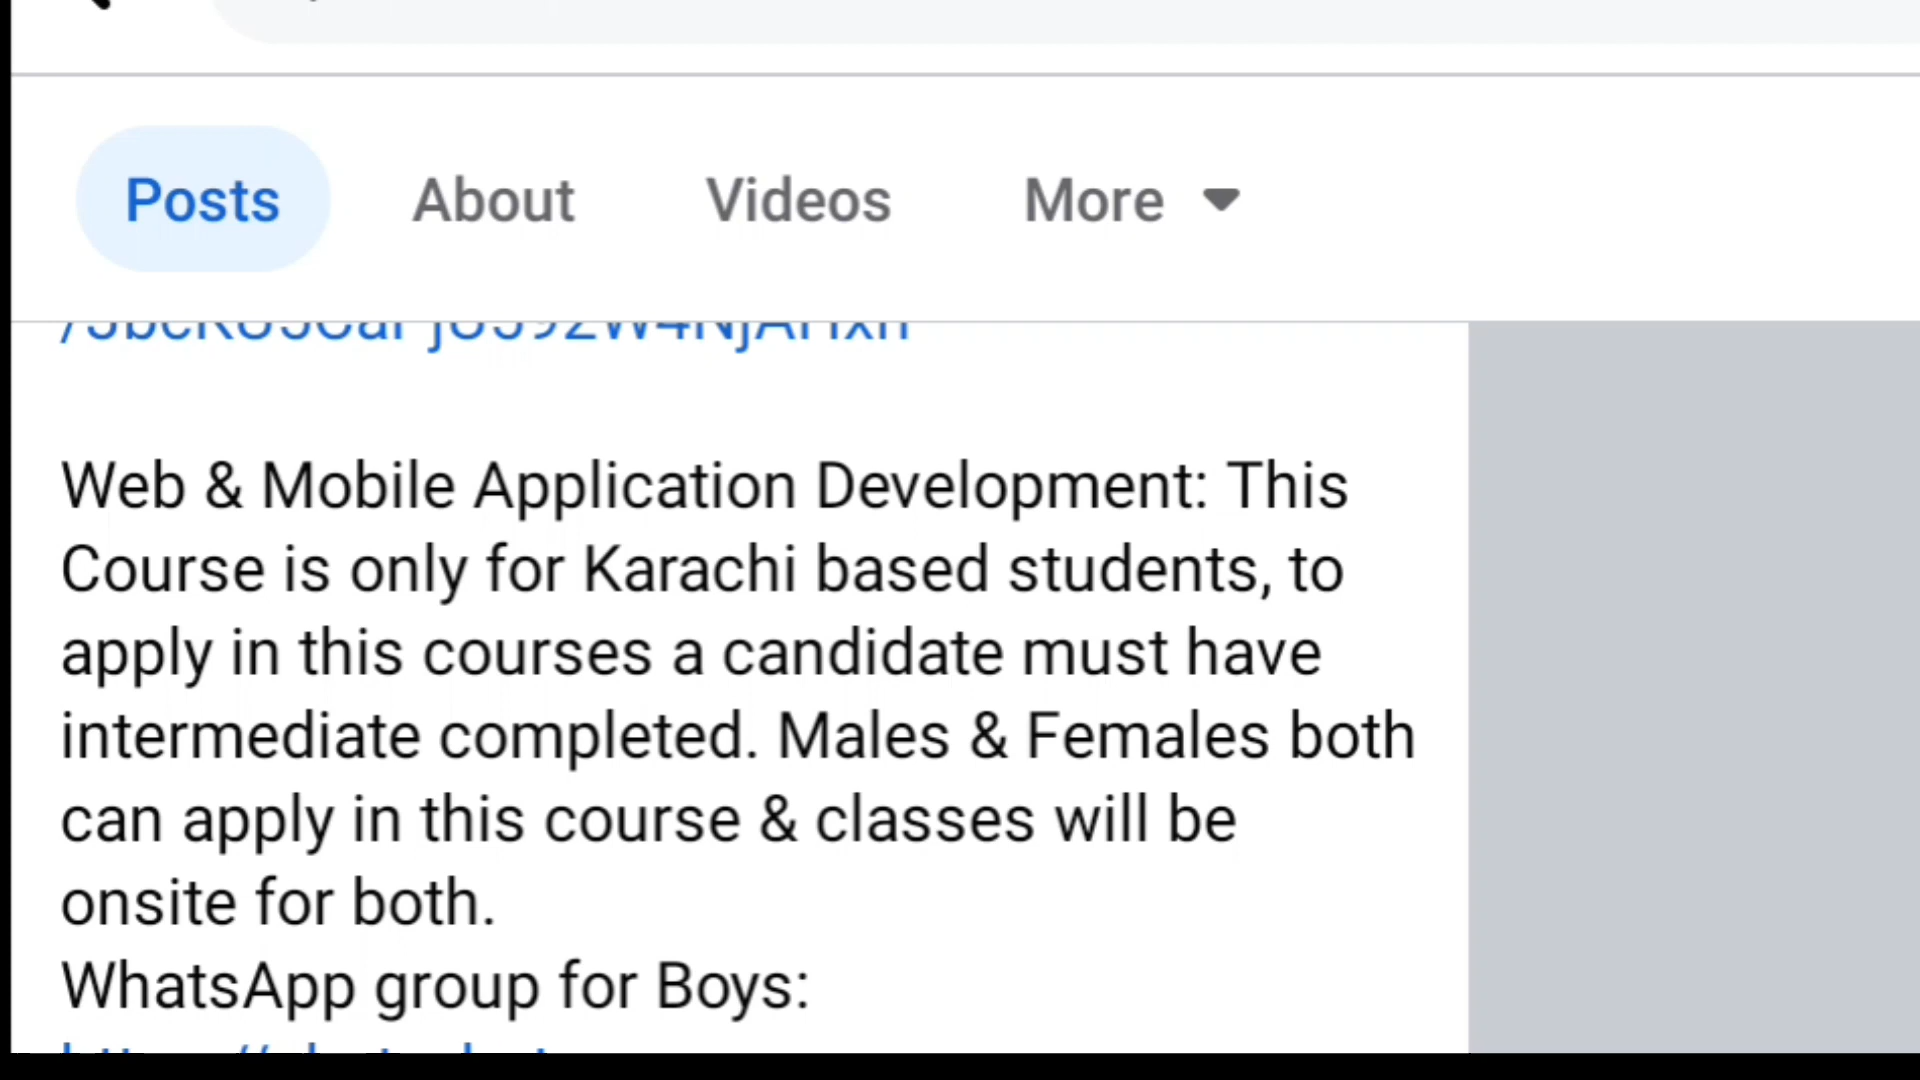 Posts About Videos More
Web & Mobile Application Development: This
Course is only for Karachi based students, to
apply in this courses a candidate must have
intermediate completed. Males & Females both
can apply in this course & classes will be
onsite for both.
WhatsApp group for Boys: